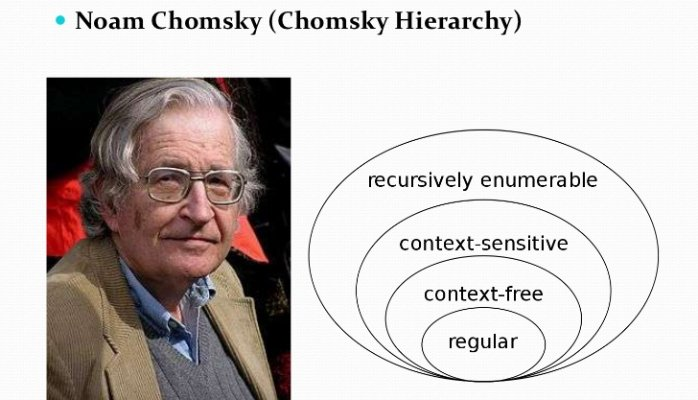 • Noam Chomsky (Chomsky Hierarchy)
recursively enumerable
context-sensitive
context-free
regular